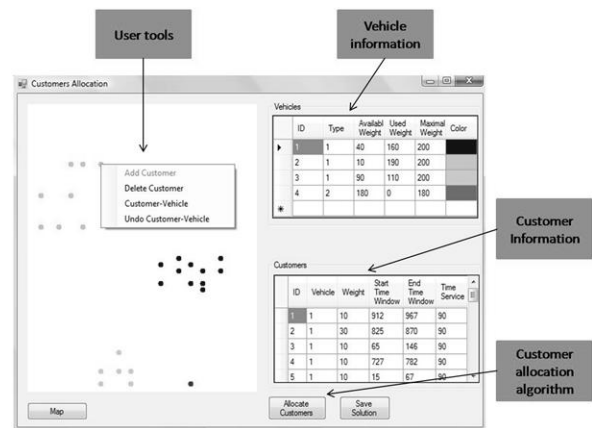 User tools
Vehicle
information
Customers Allocation
Vehicles
ID Type Availabl Weight Used Weight Maximal Weight Color
1 1 40 160 200
2 1 10 190 200
3 1 90 110 200
4 2 180 0 180
Add Customer
Delete Customer
Customer-Vehicle
Undo Customer-Vehicle
Customer
Information
Customers
ID Vehicle Weight Start Time Window End Time Window Time Service
1 1 10 912 967 90
2 1 30 825 870 90
3 1 10 65 146 90
4 1 10 727 782 90
5 1 10 15 67 90
Customer
allocation
algorithm
Map
Allocate
Customers
Save
Solution